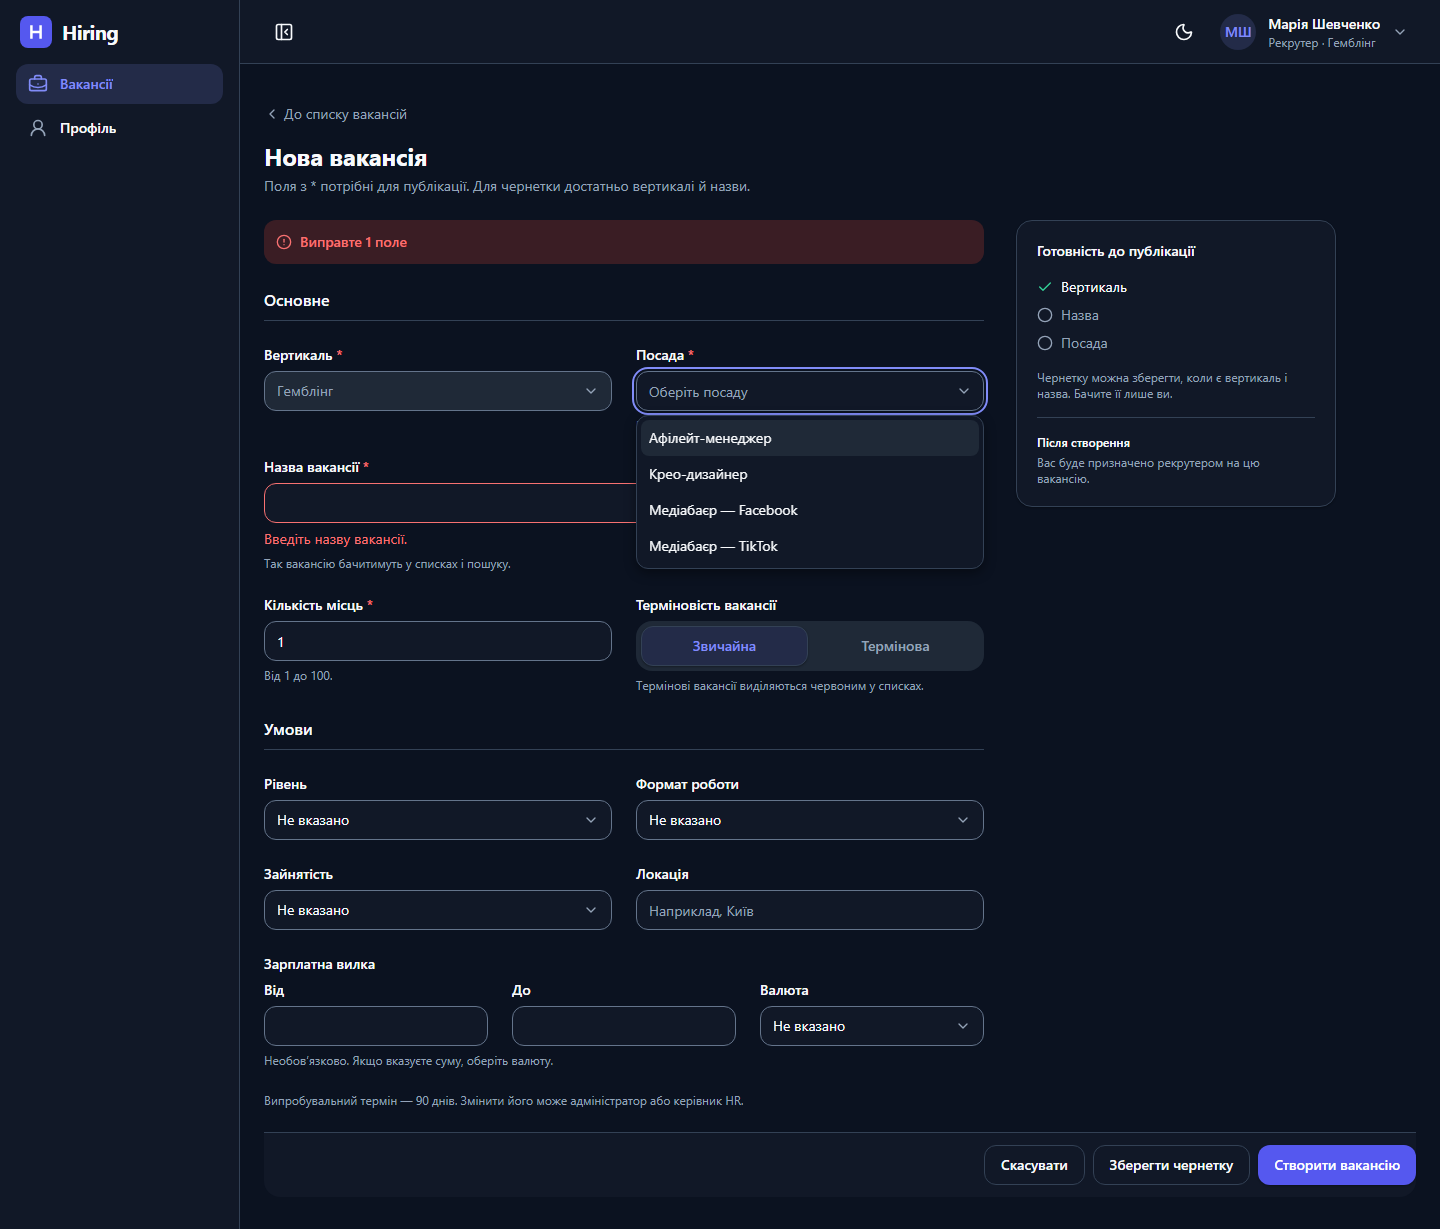 H Hiring
Вакансії
Профіль
МШ
Марія Шевченко
Рекрутер · Гемблінг
До списку вакансій
Нова вакансія
Поля з * потрібні для публікації. Для чернетки достатньо вертикалі й назви.
Виправте 1 поле
Основне
Вертикаль *
Гемблінг
Посада *
Оберіть посаду
Афілейт-менеджер
Крео-дизайнер
Медіабаєр — Facebook
Медіабаєр — TikTok
Назва вакансії *
Введіть назву вакансії.
Так вакансію бачитимуть у списках і пошуку.
Кількість місць *
1
Від 1 до 100.
Терміновість вакансії
Звичайна
Термінова
Термінові вакансії виділяються червоним у списках.
Умови
Рівень
Не вказано
Формат роботи
Не вказано
Зайнятість
Не вказано
Локація
Наприклад, Київ
Зарплатна вилка
Від
До
Валюта
Не вказано
Необов'язково. Якщо вказуєте суму, оберіть валюту.
Випробувальний термін — 90 днів. Змінити його може адміністратор або керівник HR.
Скасувати
Зберегти чернетку
Створити вакансію
Готовність до публікації
Вертикаль
Назва
Посада
Чернетку можна зберегти, коли є вертикаль і
назва. Бачите її лише ви.
Після створення
Вас буде призначено рекрутером на цю
вакансію.